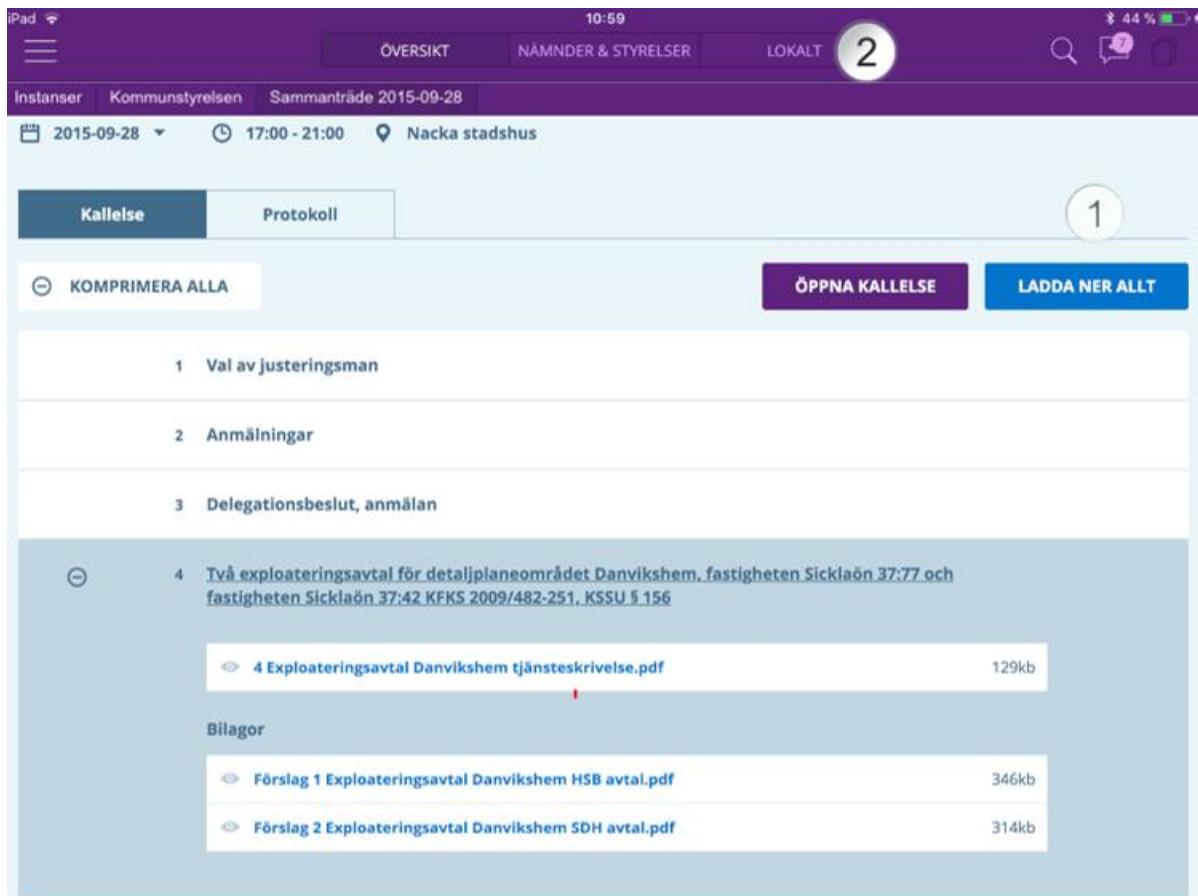 iPad 10:59 44 %
ÖVERSIKT NÄMNDER & STYRELSER LOKALT 2 7
Instanser Kommunstyrelsen Sammanträde 2015-09-28
2015-09-28 17:00 - 21:00 Nacka stadshus
Kallelse Protokoll 1
KOMPRIMERA ALLA ÖPPNA KALLELSE LADDA NER ALLT
1 Val av justeringsman
2 Anmälningar
3 Delegationsbeslut, anmälan
4 Två exploateringsavtal för detaljplaneområdet Danvikshem, fastigheten Sicklaön 37:77 och
fastigheten Sicklaön 37:42 KFKS 2009/482-251, KSSU § 156
4 Exploateringsavtal Danvikshem tjänsteskrivelse.pdf 129kb
Bilagor
Förslag 1 Exploateringsavtal Danvikshem HSB avtal.pdf 346kb
Förslag 2 Exploateringsavtal Danvikshem SDH avtal.pdf 314kb